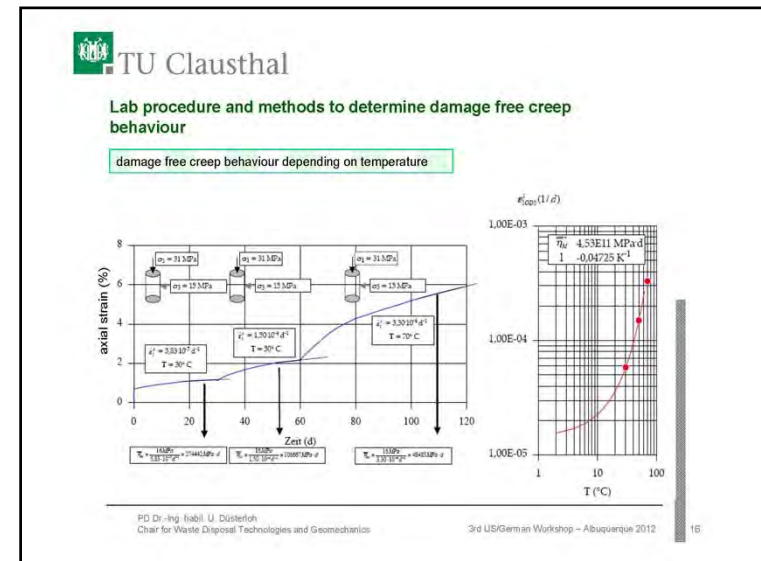 TU Clausthal
Lab procedure and methods to determine damage free creep
behaviour
damage free creep behaviour depending on temperature
axial strain (%)
8
6
4
2
0
0 20 40 60 80 100 120
Zeit (d)
σ₁ = 31 MPa
σ₁ = 31 MPa
σ₁ = 31 MPa
σ₃ = 15 MPa
σ₃ = 15 MPa
σ₃ = 15 MPa
T = 30° C
T = 70° C
(1/d)
1,00E-03
1,00E-04
1,00E-05
4,53E11 MPa·d
1 -0,04725 K⁻¹
1 10 100
T (°C)
PD Dr.-Ing. habil. U. Düsterloh
Chair for Waste Disposal Technologies and Geomechanics
3rd US/German Workshop – Albuquerque 2012
16